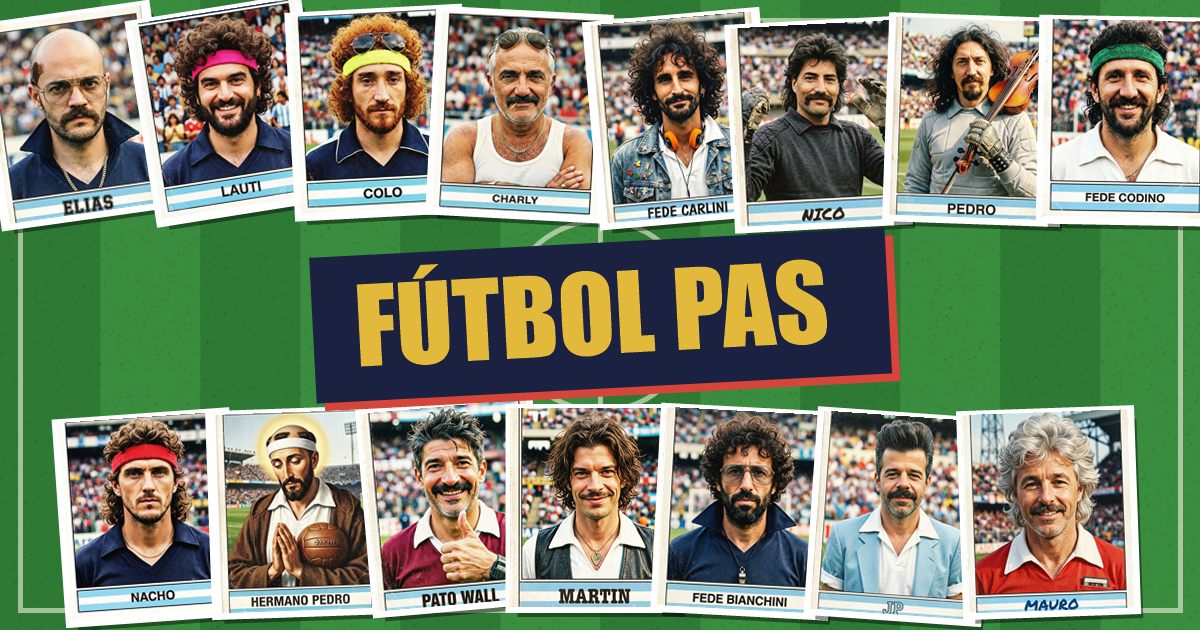 ELIAS
LAUTI
COLO
CHARLY
FEDE CARLINI
NICO
PEDRO
FEDE CODINO
FÚTBOL PAS
NACHO
HERMANO PEDRO
PATO WALL
MARTIN
FEDE BIANCHINI
JP
MAURO